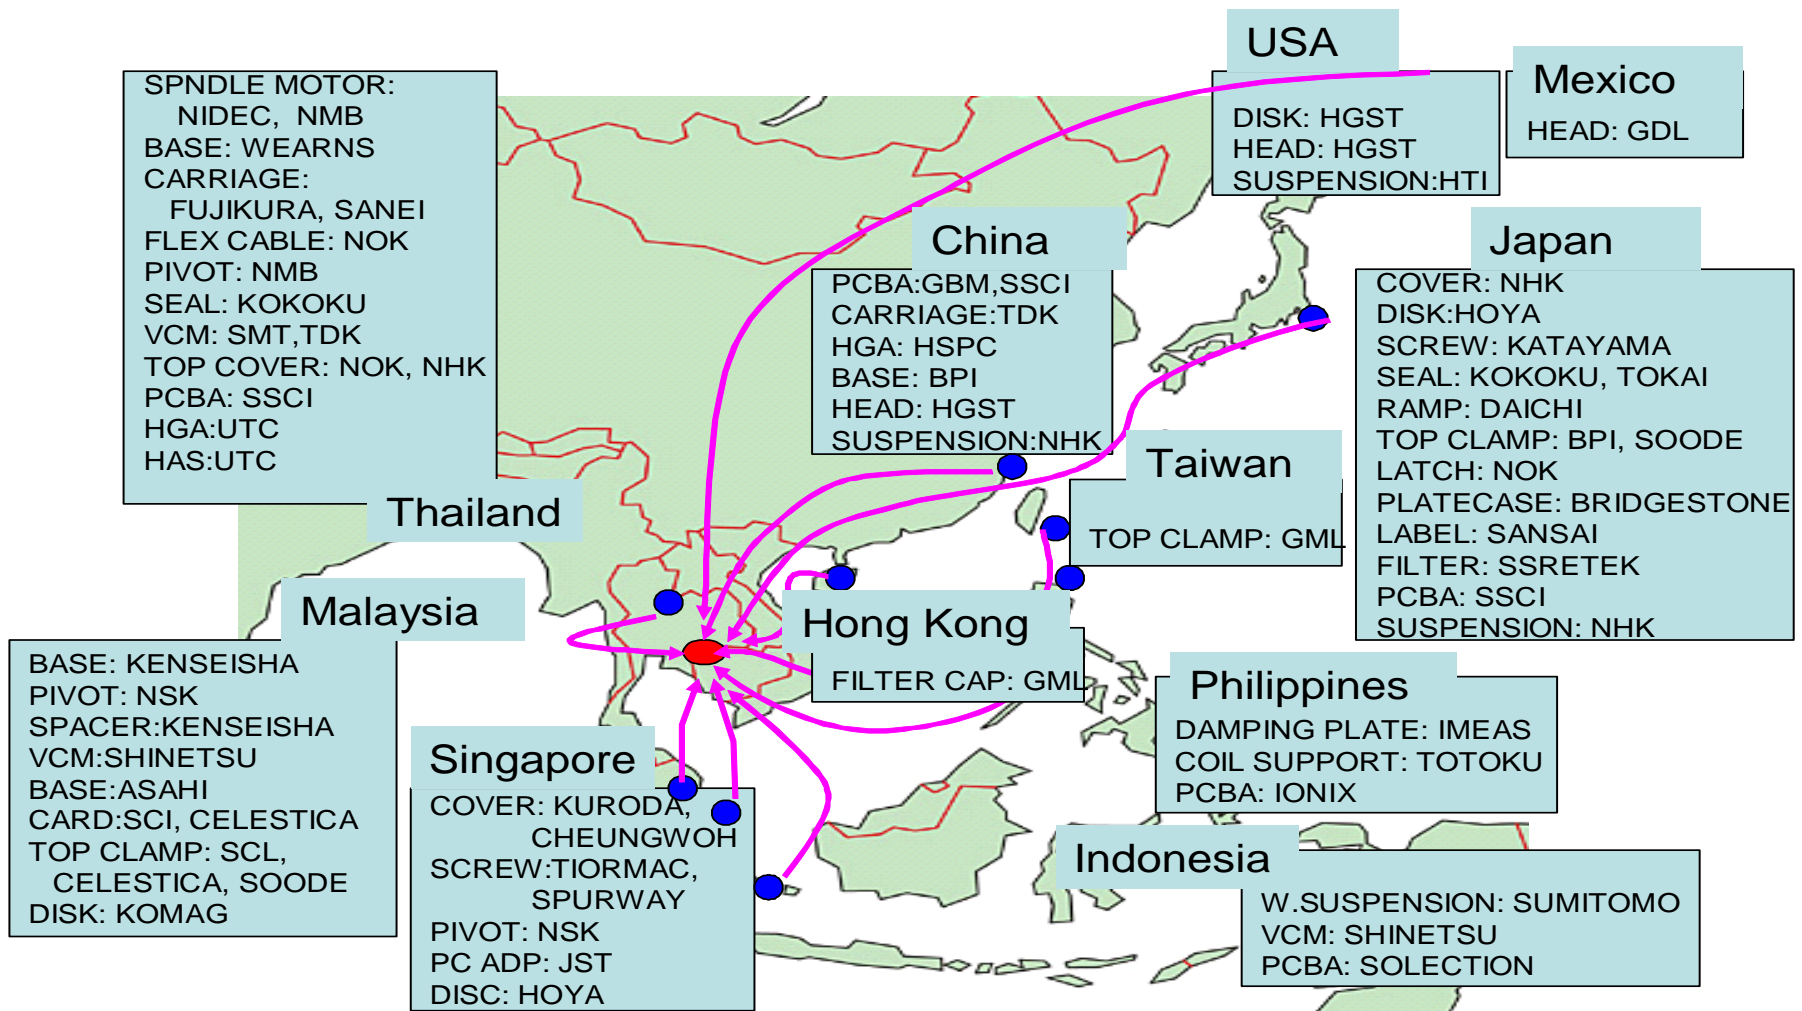 USA
DISK: HGST
HEAD: HGST
SUSPENSION:HTI
Mexico
HEAD: GDL
SPNDLE MOTOR:
NIDEC, NMB
BASE: WEARNS
CARRIAGE:
FUJIKURA, SANEI
FLEX CABLE: NOK
PIVOT: NMB
SEAL: KOKOKU
VCM: SMT,TDK
TOP COVER: NOK, NHK
PCBA: SSCI
HGA:UTC
HAS:UTC
Thailand
China
PCBA:GBM,SSCI
CARRIAGE:TDK
HGA: HSPC
BASE: BPI
HEAD: HGST
SUSPENSION:NHK
Japan
COVER: NHK
DISK:HOYA
SCREW: KATAYAMA
SEAL: KOKOKU, TOKAI
RAMP: DAICHI
TOP CLAMP: BPI, SOODE
LATCH: NOK
PLATECASE: BRIDGESTONE
LABEL: SANSAI
FILTER: SSRETEK
PCBA: SSCI
SUSPENSION: NHK
Taiwan
TOP CLAMP: GML
Malaysia
BASE: KENSEISHA
PIVOT: NSK
SPACER:KENSEISHA
VCM:SHINETSU
BASE:ASAHI
CARD:SCI, CELESTICA
TOP CLAMP: SCL,
CELESTICA, SOODE
DISK: KOMAG
Hong Kong
FILTER CAP: GML
Philippines
DAMPING PLATE: IMEAS
COIL SUPPORT: TOTOKU
PCBA: IONIX
Singapore
COVER: KURODA,
CHEUNGWOH
SCREW:TIORMAC,
SPURWAY
PIVOT: NSK
PC ADP: JST
DISC: HOYA
Indonesia
W.SUSPENSION: SUMITOMO
VCM: SHINETSU
PCBA: SOLECTION